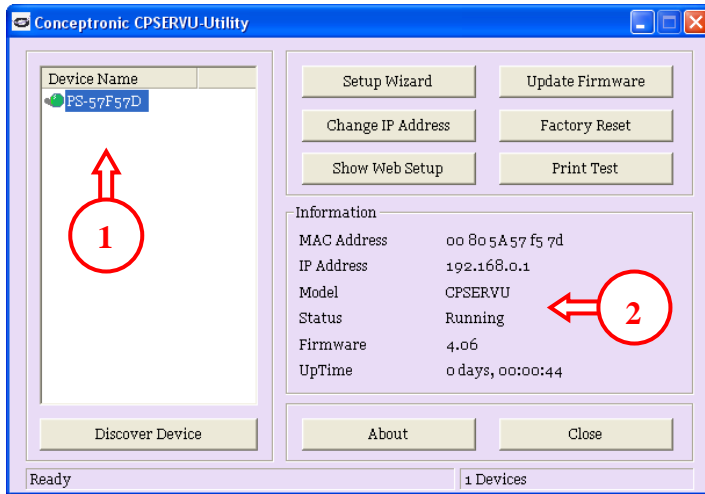 Conceptronic CPSERVU-Utility
Device Name
PS-57F57D
1
Discover Device
Setup Wizard
Update Firmware
Change IP Address
Factory Reset
Show Web Setup
Print Test
Information
MAC Address 00 80 5A 57 f5 7d
IP Address 192.168.0.1
Model CPSERVU
Status Running
Firmware 4.06
UpTime 0 days, 00:00:44
2
About
Close
Ready
1 Devices